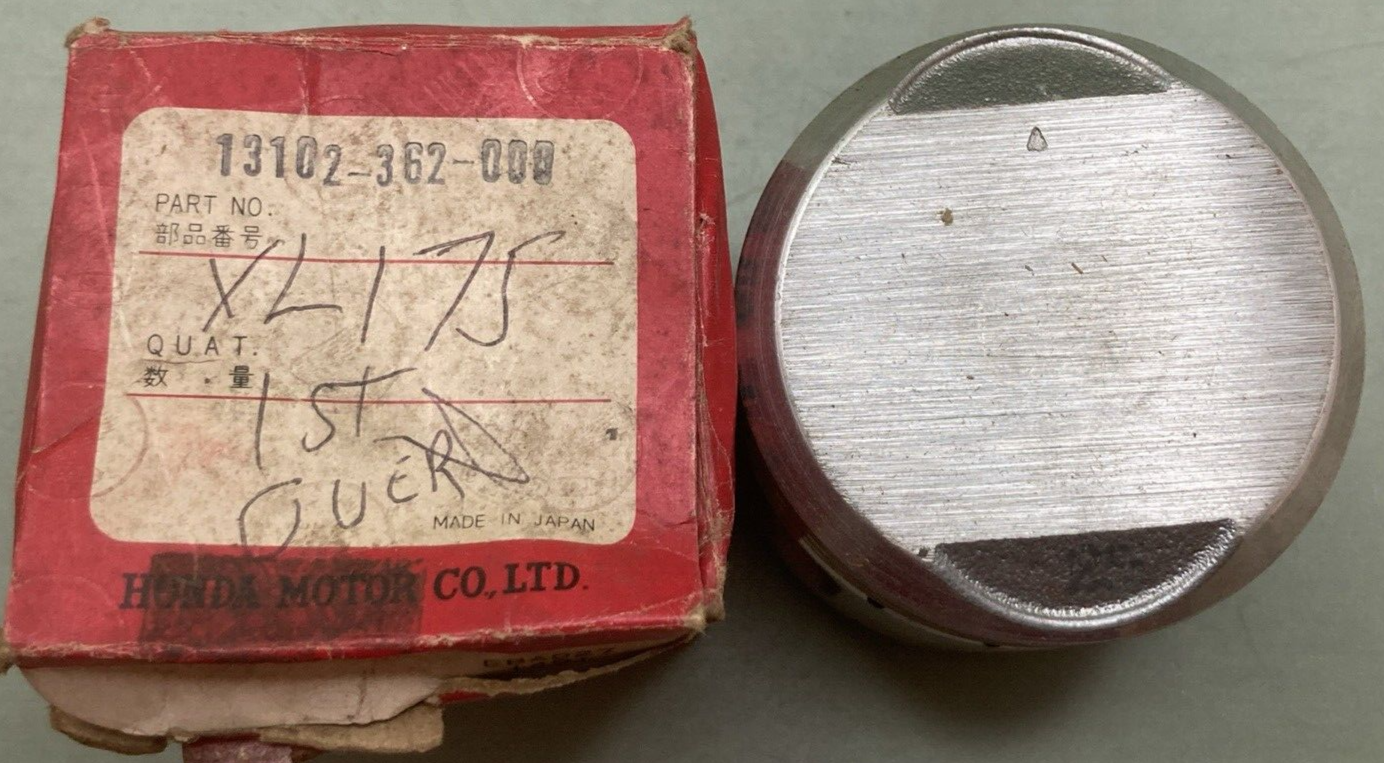 13102-362-000
PART NO.
部品番号
XL175
QUAT.
数量
1ST
OVER
MADE IN JAPAN
HONDA MOTOR CO., LTD.